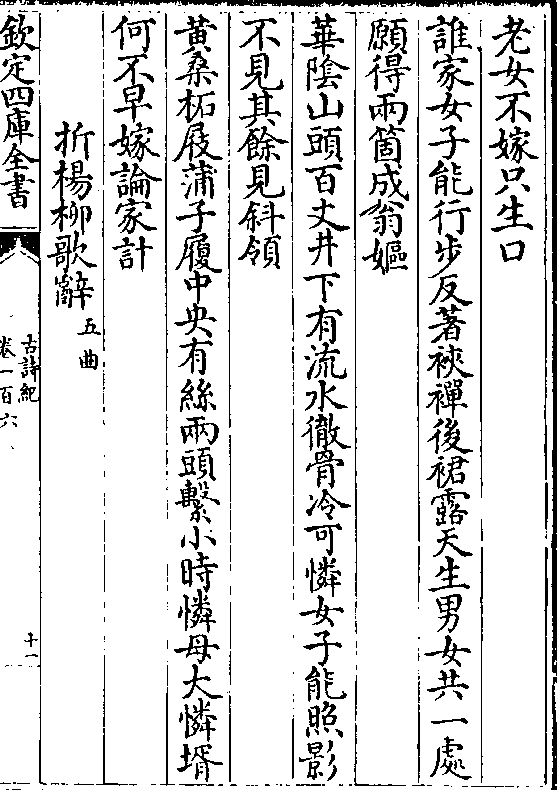 老女不嫁只生口
誰家女子能行步反著裌襌後裙露天生男女共一處
願得兩箇成翁嫗
華陰山頭百丈井下有流水徹骨冷可憐女子能照影
不見其餘見斜領
黃桑柘屐蒲子履中央有絲兩頭繫小時憐母大憐壻
何不早嫁論家計
折楊柳歌辭五曲
欽定四庫全書
古詩紀
卷一百六
十一